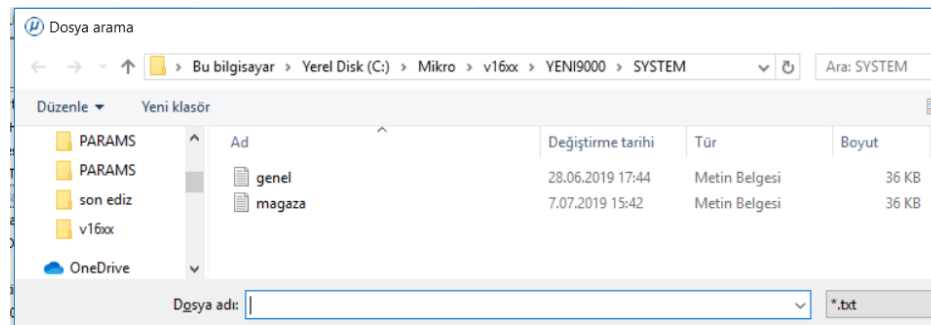 Dosya arama
Bu bilgisayar > Yerel Disk (C:) > Mikro > v16xx > YENI9000 > SYSTEM
Ara: SYSTEM
Düzenle Yeni klasör
Ad Değiştirme tarihi Tür Boyut
PARAMS
PARAMS
son ediz
v16xx
OneDrive
genel 28.06.2019 17:44 Metin Belgesi 36 KB
magaza 7.07.2019 15:42 Metin Belgesi 36 KB
Dosya adı: *.txt